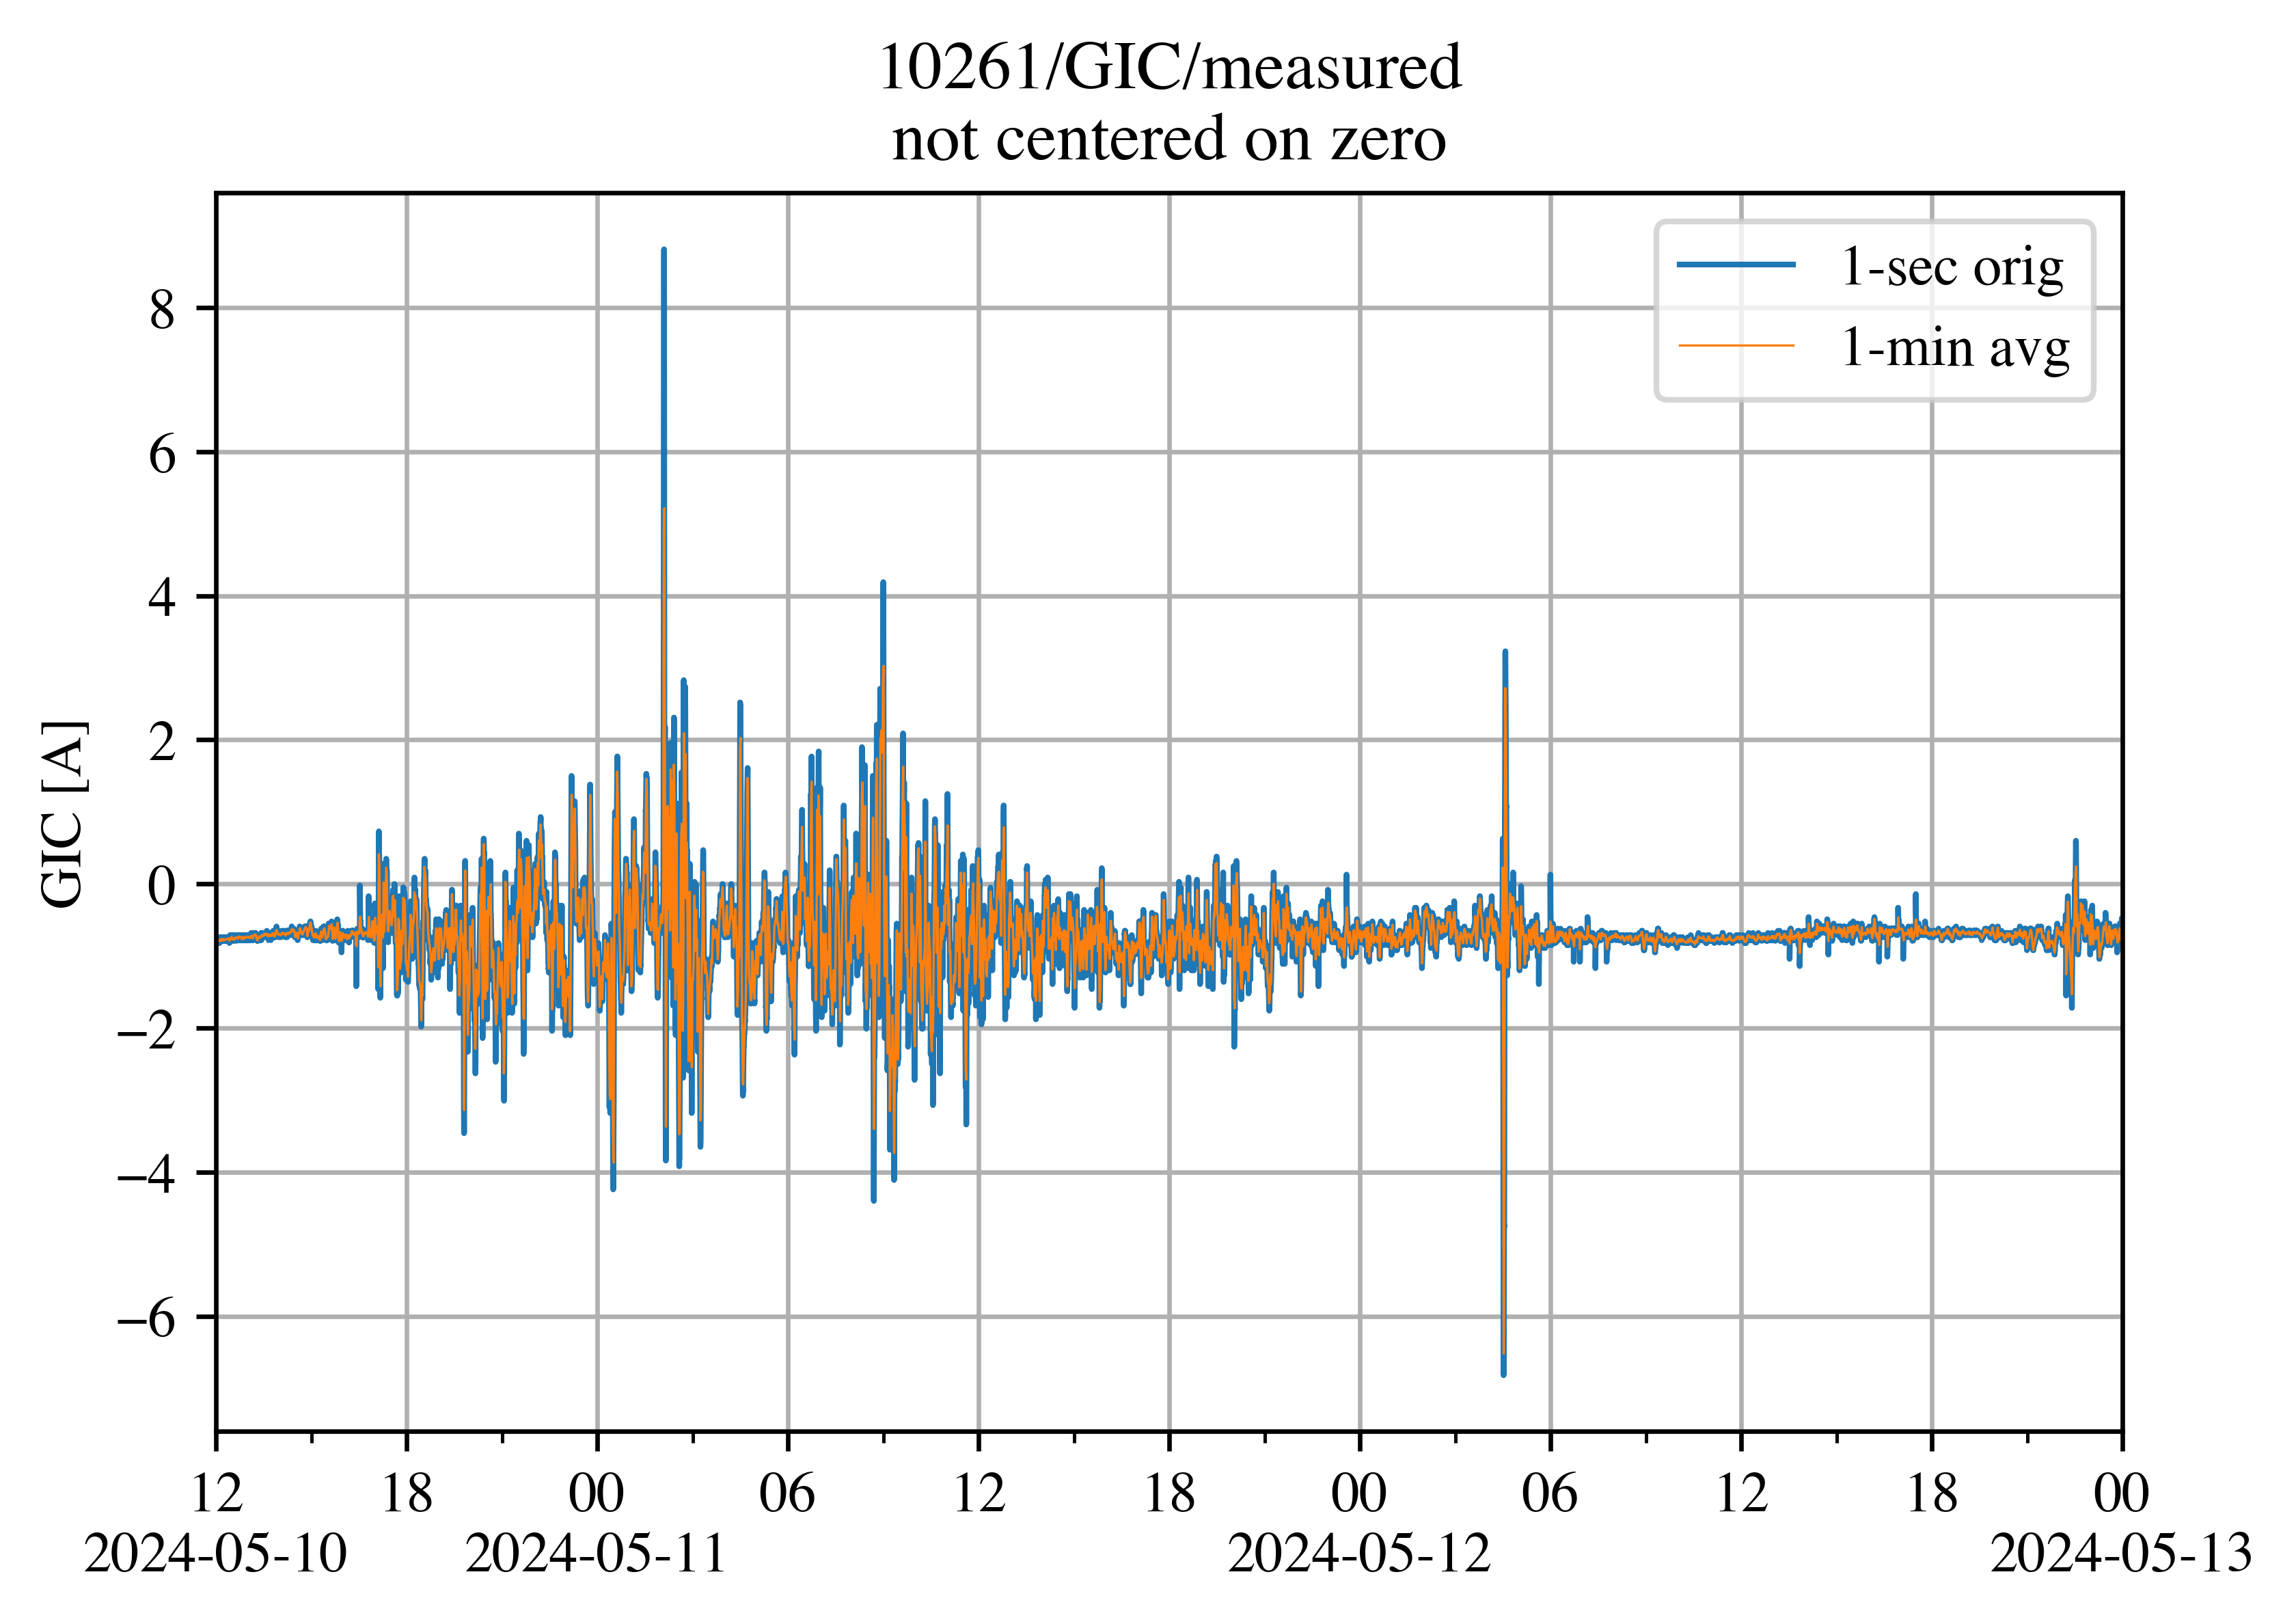 10261/GIC/measured
not centered on zero
1-sec orig
1-min avg
GIC [A]
8
6
4
2
0
−2
−4
−6
12 18 00 06 12 18 00 06 12 18 00
2024-05-10 2024-05-11 2024-05-12 2024-05-13